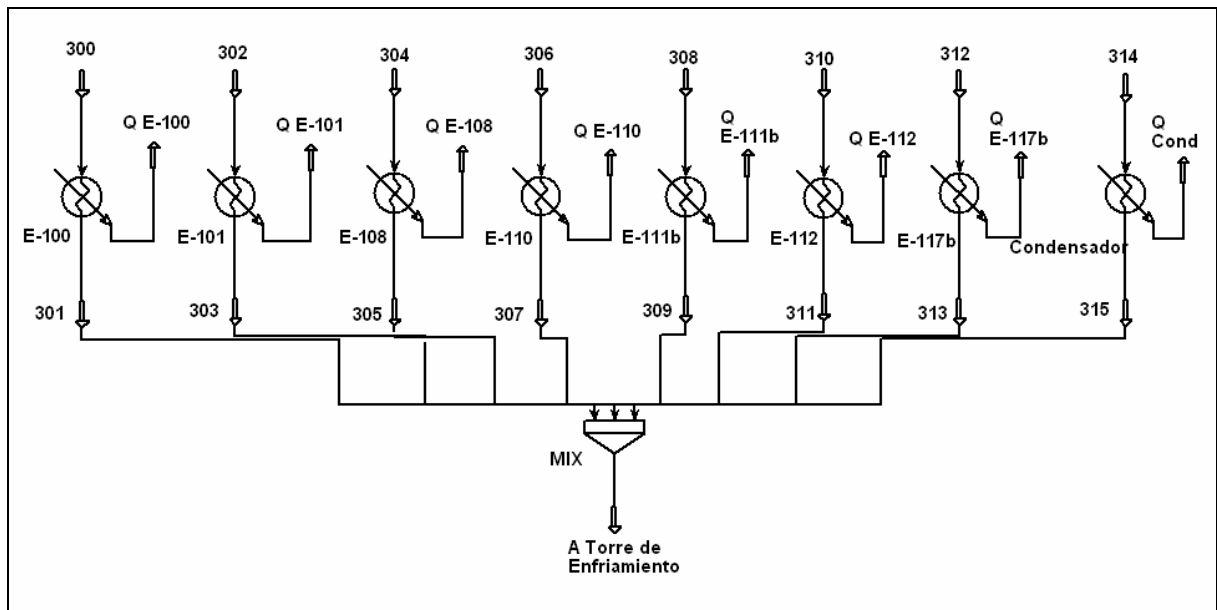 300
302
304
306
308
310
312
314
Q E-100
Q E-101
Q E-108
Q E-110
Q
E-111b
Q E-112
Q
E-117b
Q
Cond
E-100
E-101
E-108
E-110
E-111b
E-112
E-117b
Condensador
301
303
305
307
309
311
313
315
MIX
A Torre de
Enfriamiento